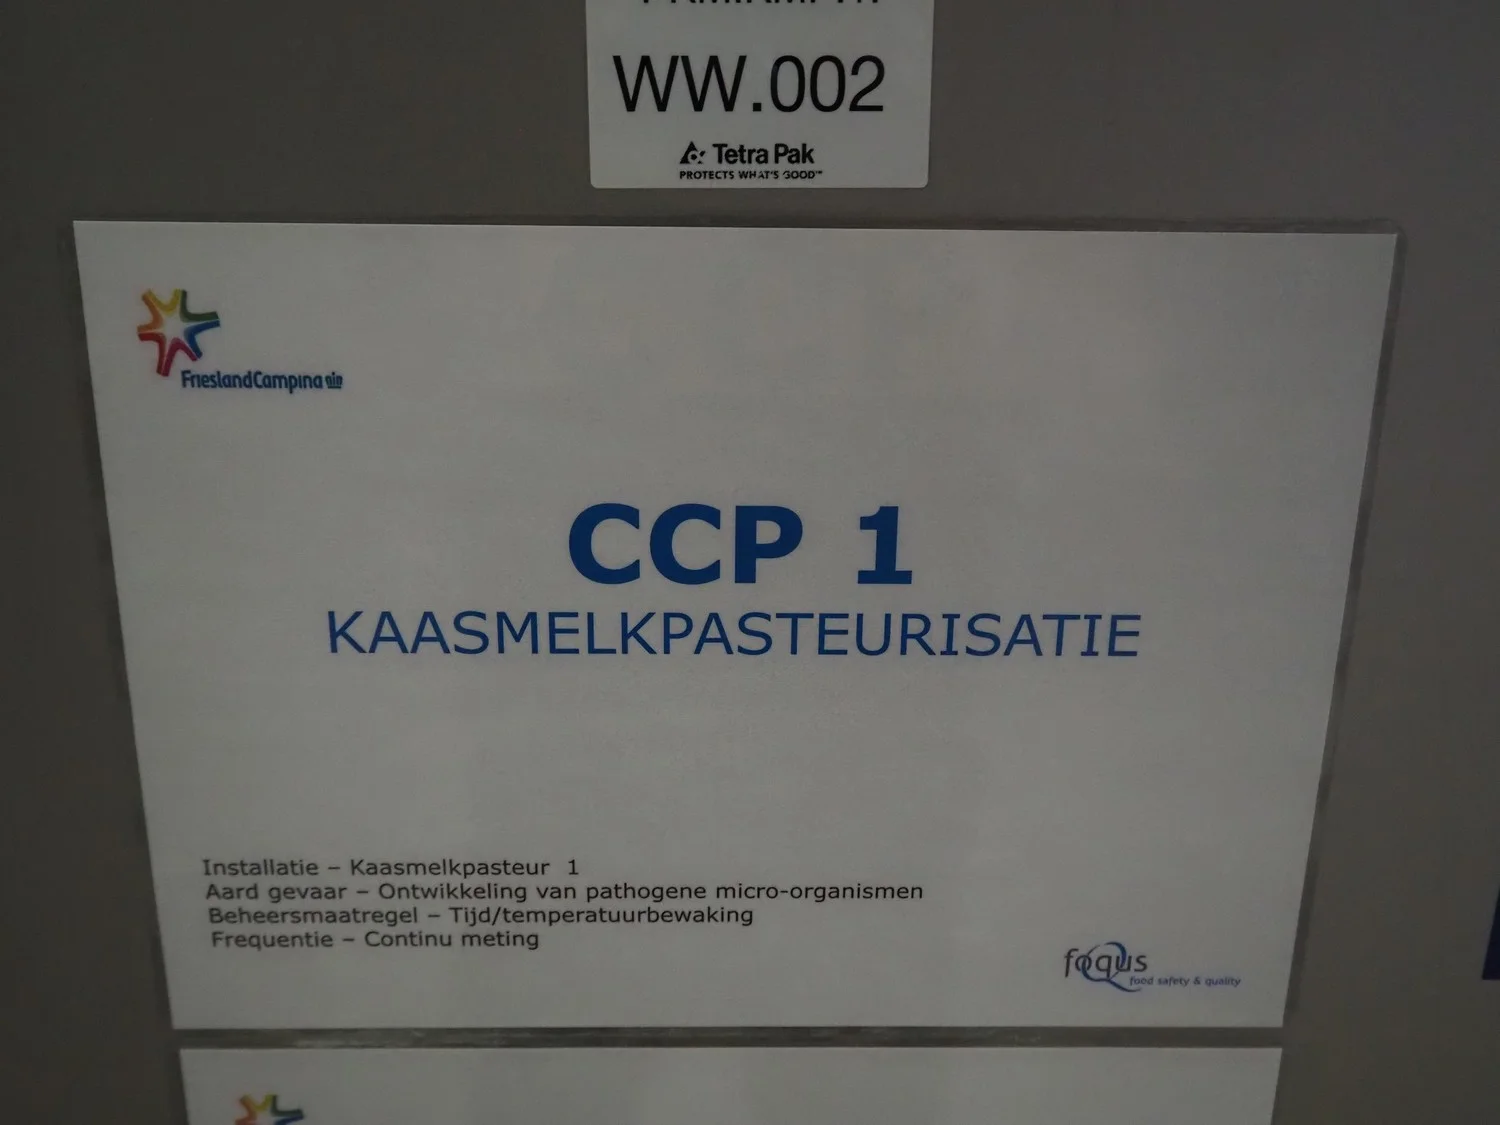 WW.002
Tetra Pak
PROTECTS WHAT'S GOOD™
FrieslandCampina
CCP 1
KAASMELKPASTEURISATIE
Installatie – Kaasmelkpasteur 1
Aard gevaar – Ontwikkeling van pathogene micro-organismen
Beheersmaatregel – Tijd/temperatuurbewaking
Frequentie – Continu meting
foqus
food safety & quality